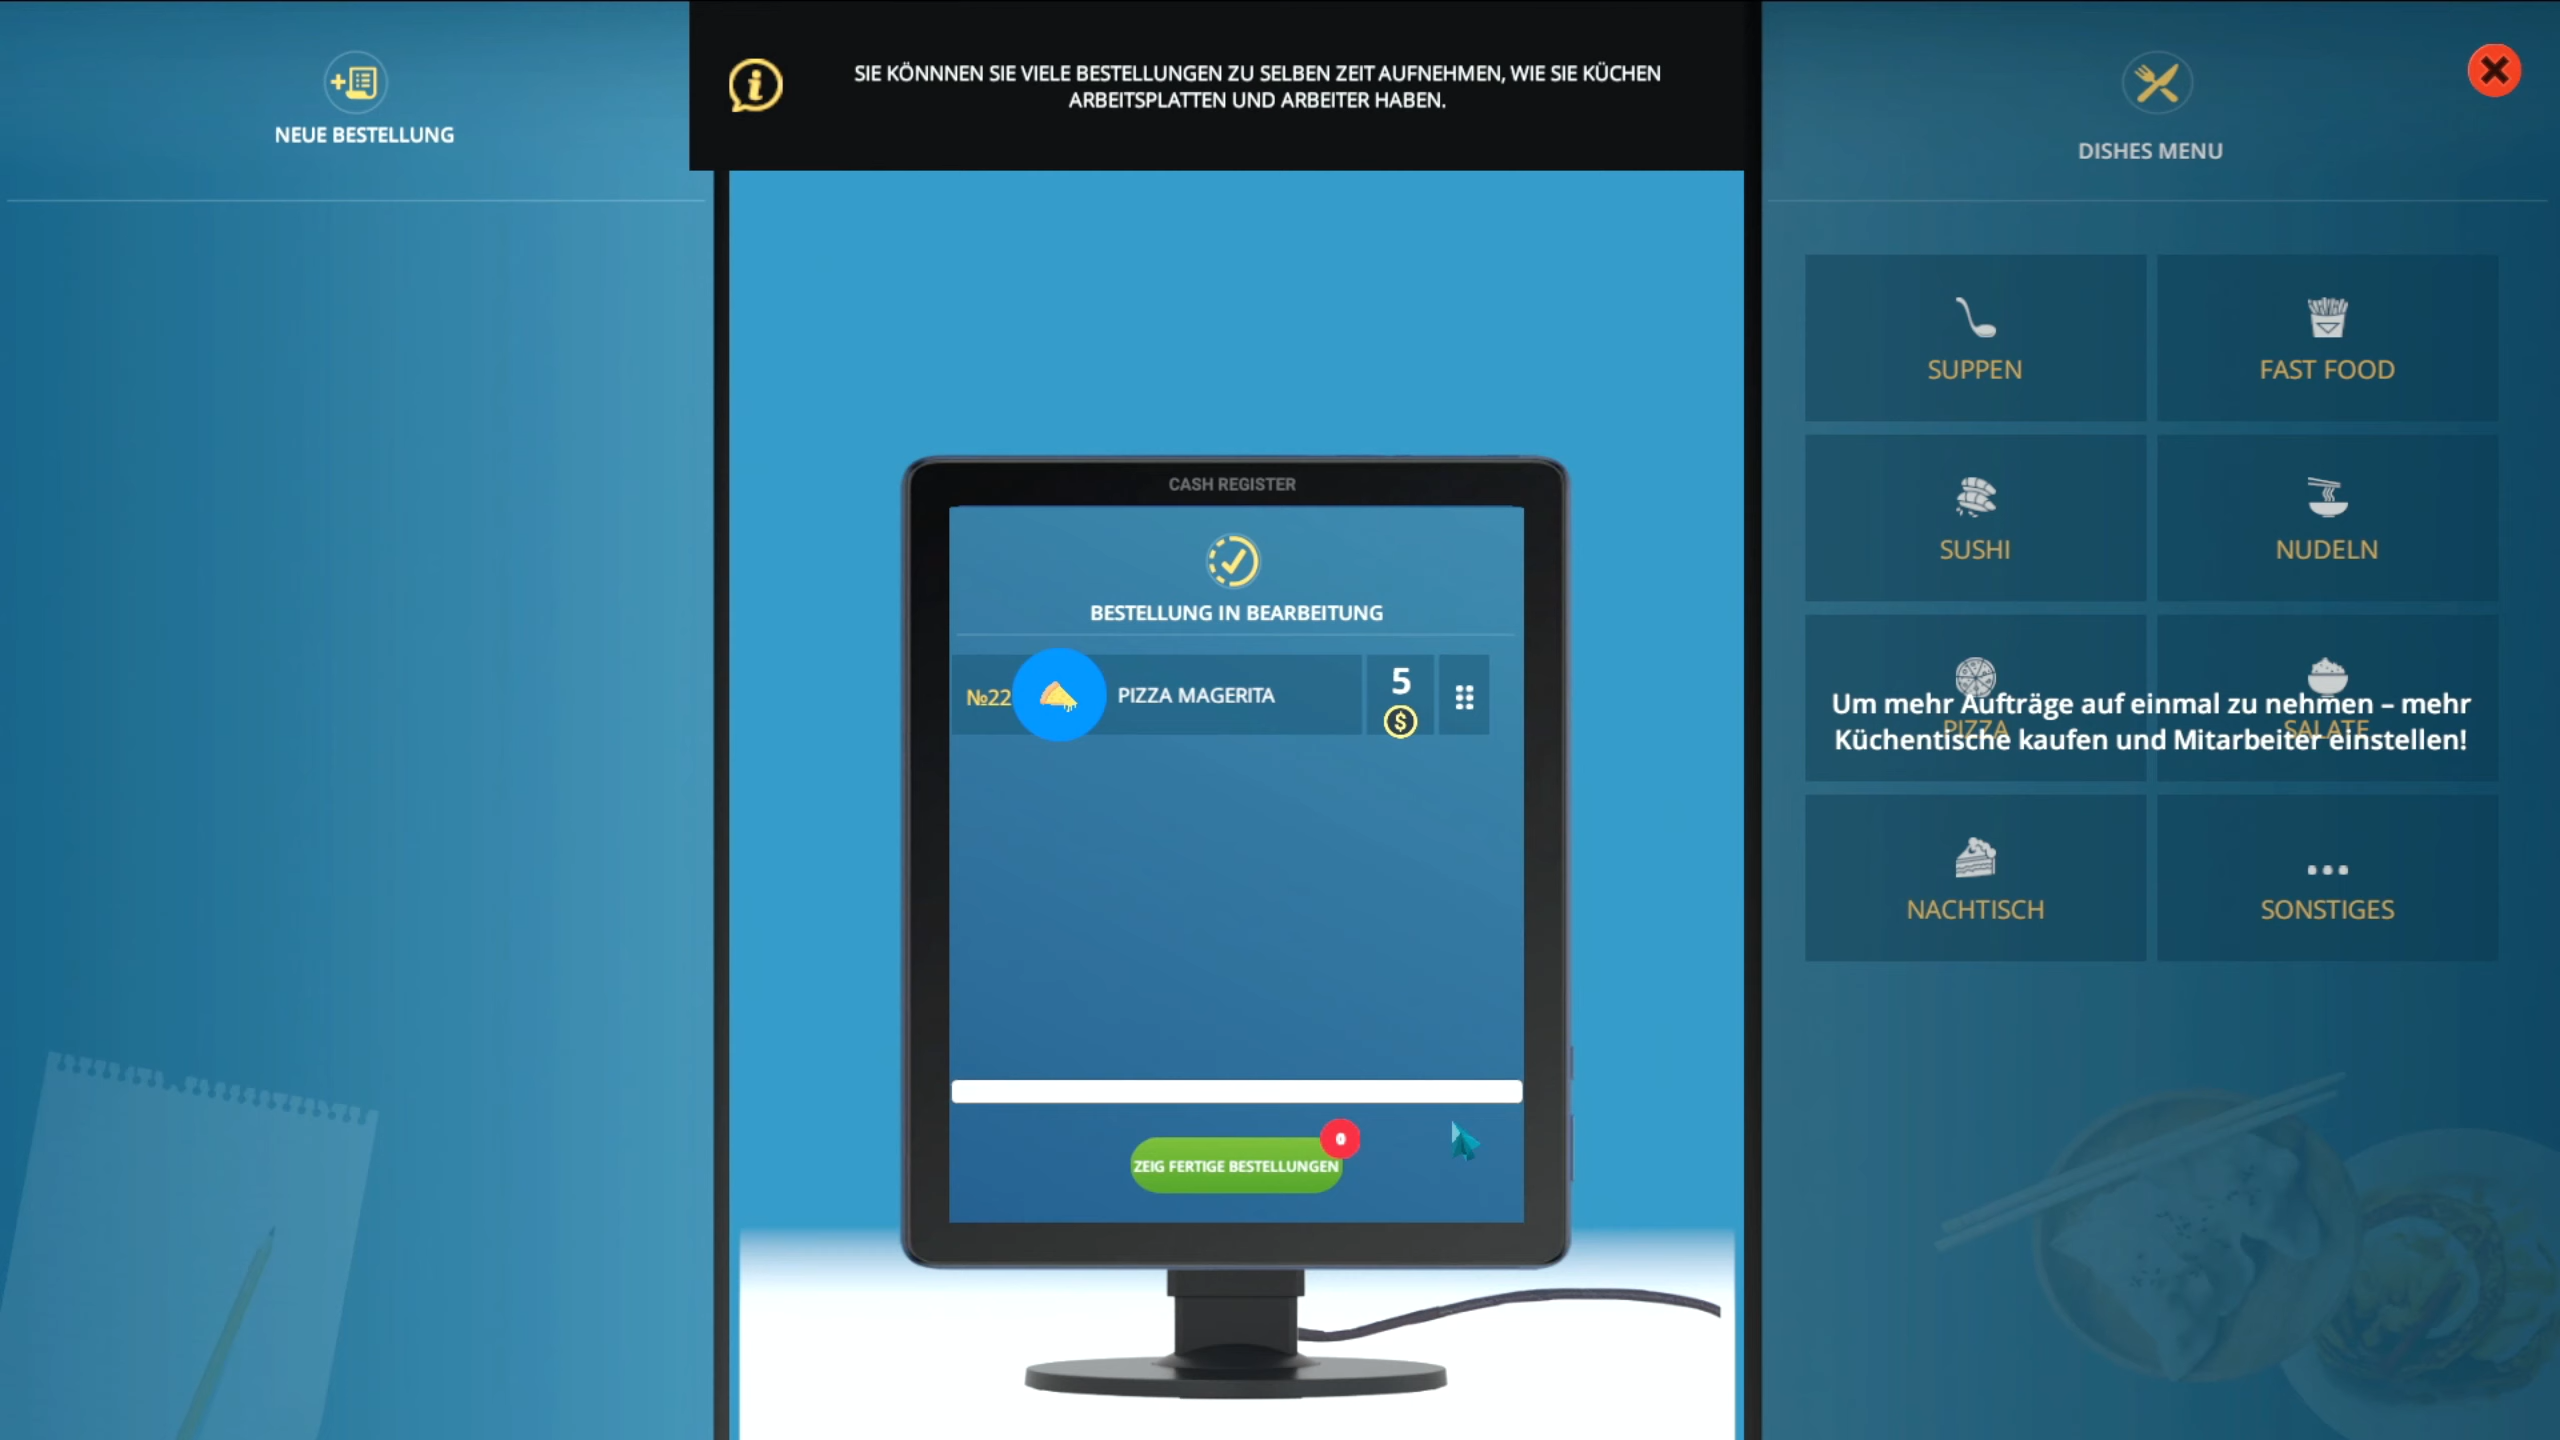 NEUE BESTELLUNG
SIE KÖNNNEN SIE VIELE BESTELLUNGEN ZU SELBEN ZEIT AUFNEHMEN, WIE SIE KÜCHEN
ARBEITSPLATTEN UND ARBEITER HABEN.
DISHES MENU
SUPPEN
FAST FOOD
SUSHI
NUDELN
PIZZA
SALATE
Um mehr Aufträge auf einmal zu nehmen – mehr
Küchentische kaufen und Mitarbeiter einstellen!
NACHTISCH
SONSTIGES
CASH REGISTER
BESTELLUNG IN BEARBEITUNG
№22
PIZZA MAGERITA
5
$
0
ZEIG FERTIGE BESTELLUNGEN